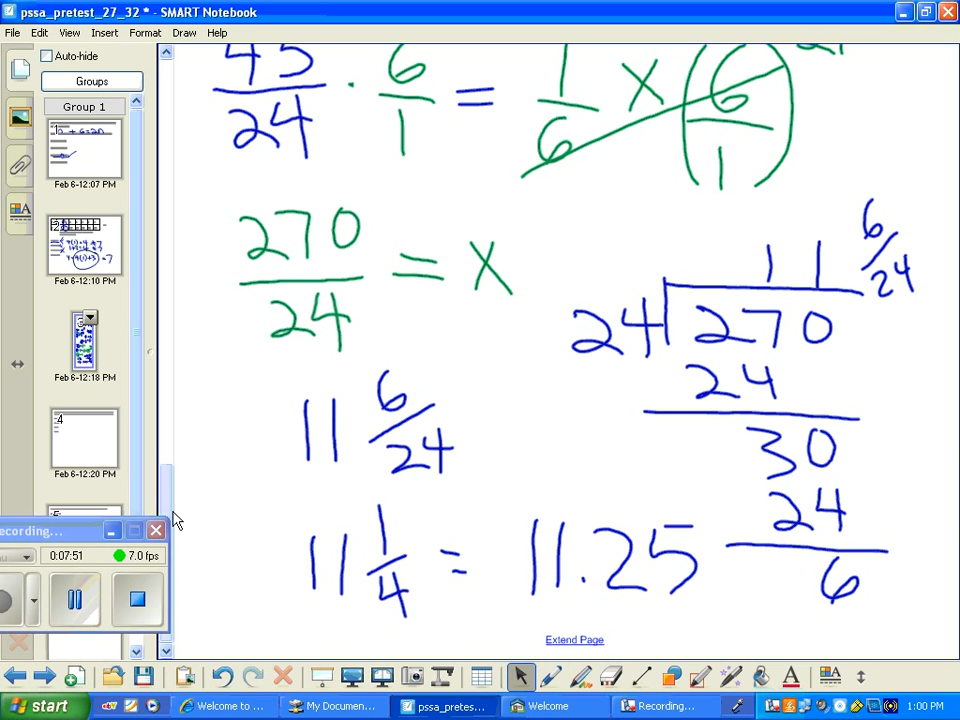 pssa_pretest_27_32 * - SMART Notebook
File Edit View Insert Format Draw Help
Auto-hide
Groups
Group 1
Feb 6-12:07 PM
Feb 6-12:10 PM
Feb 6-12:18 PM
4
Feb 6-12:20 PM
45/24 · 6/1 = 1/6 X (6/1)
270/24 = X
11 6/24
24 270
24
30
24
6
11 6/24
11 1/4 = 11.25
Extend Page
ecording...
0:07:51 7.0 fps
start
Welcome to ...
My Documen...
pssa_pretes...
Welcome
Recording...
1:00 PM